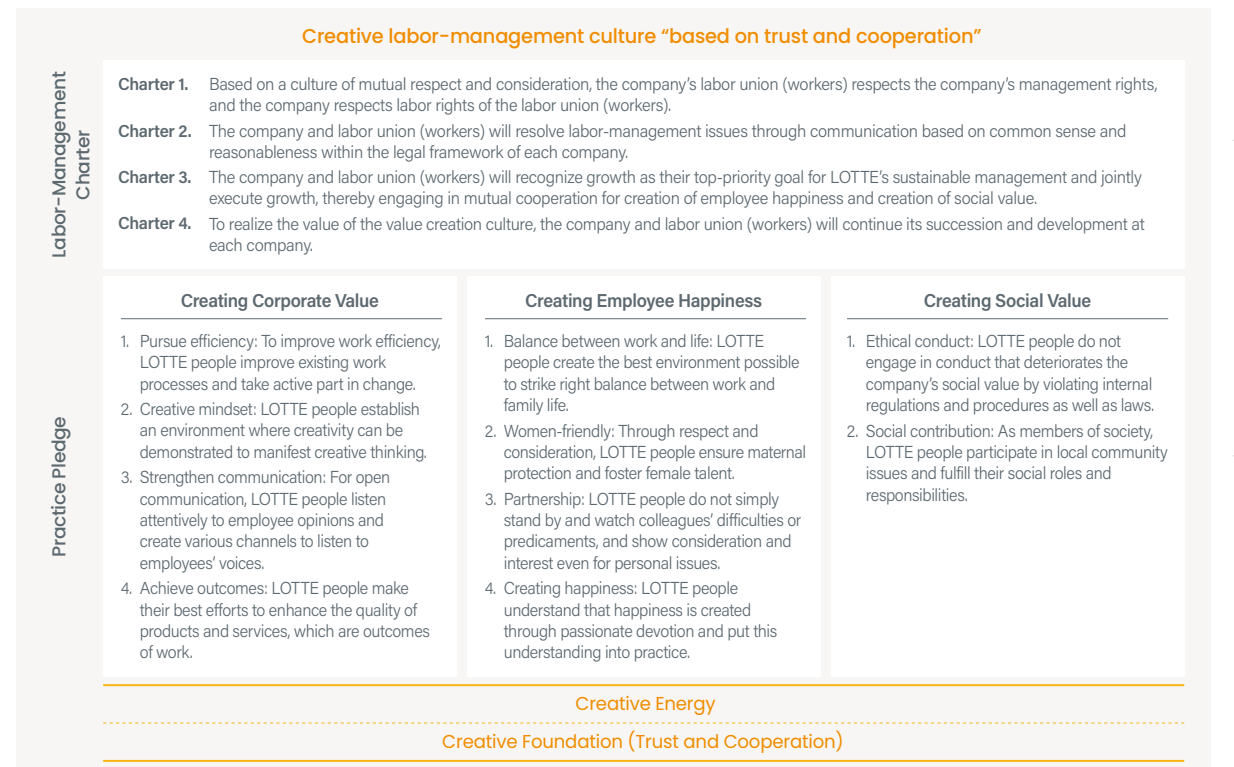 Creative labor-management culture “based on trust and cooperation”
Labor-Management
Charter
Charter 1. Based on a culture of mutual respect and consideration, the company’s labor union (workers) respects the company’s management rights,
and the company respects labor rights of the labor union (workers).
Charter 2. The company and labor union (workers) will resolve labor-management issues through communication based on common sense and
reasonableness within the legal framework of each company.
Charter 3. The company and labor union (workers) will recognize growth as their top-priority goal for LOTTE’s sustainable management and jointly
execute growth, thereby engaging in mutual cooperation for creation of employee happiness and creation of social value.
Charter 4. To realize the value of the value creation culture, the company and labor union (workers) will continue its succession and development at
each company.
Practice Pledge
Creating Corporate Value
1. Pursue efficiency: To improve work efficiency,
LOTTE people improve existing work
processes and take active part in change.
2. Creative mindset: LOTTE people establish
an environment where creativity can be
demonstrated to manifest creative thinking.
3. Strengthen communication: For open
communication, LOTTE people listen
attentively to employee opinions and
create various channels to listen to
employees’ voices.
4. Achieve outcomes: LOTTE people make
their best efforts to enhance the quality of
products and services, which are outcomes
of work.
Creating Employee Happiness
1. Balance between work and life: LOTTE
people create the best environment possible
to strike right balance between work and
family life.
2. Women-friendly: Through respect and
consideration, LOTTE people ensure maternal
protection and foster female talent.
3. Partnership: LOTTE people do not simply
stand by and watch colleagues’ difficulties or
predicaments, and show consideration and
interest even for personal issues.
4. Creating happiness: LOTTE people
understand that happiness is created
through passionate devotion and put this
understanding into practice.
Creating Social Value
1. Ethical conduct: LOTTE people do not
engage in conduct that deteriorates the
company’s social value by violating internal
regulations and procedures as well as laws.
2. Social contribution: As members of society,
LOTTE people participate in local community
issues and fulfill their social roles and
responsibilities.
Creative Energy
Creative Foundation (Trust and Cooperation)